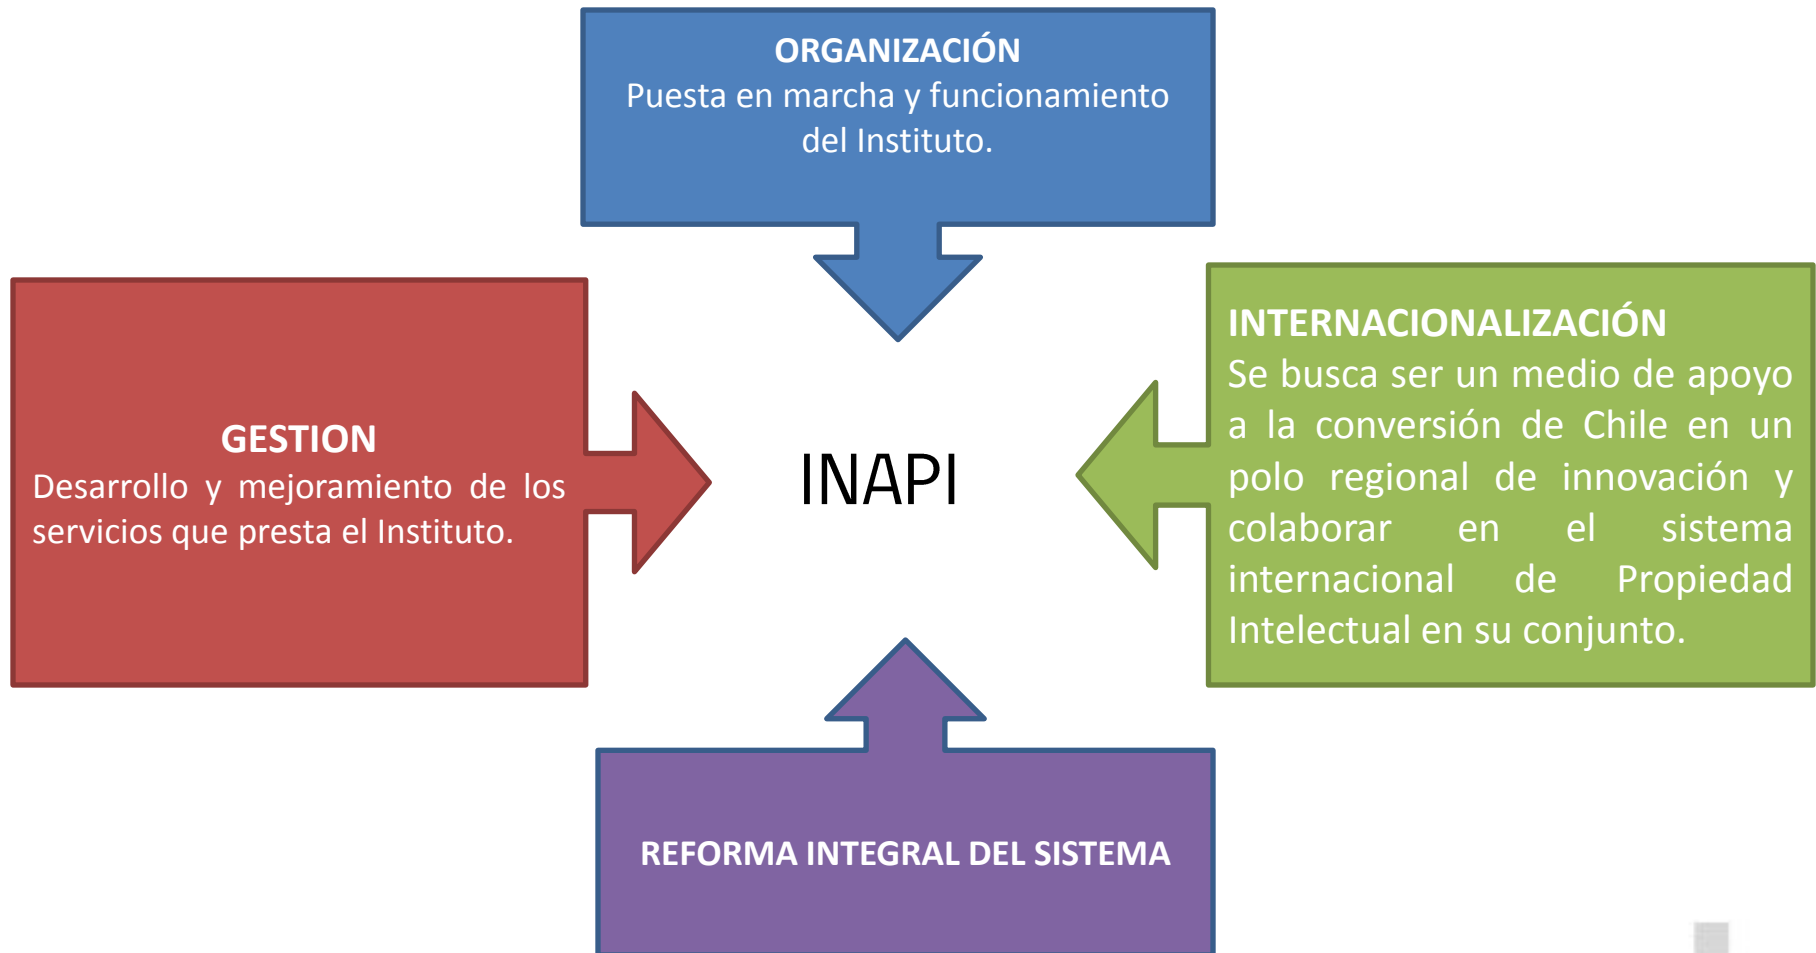 ORGANIZACIÓN
Puesta en marcha y funcionamiento
del Instituto.
GESTION
Desarrollo y mejoramiento de los
servicios que presta el Instituto.
INAPI
INTERNACIONALIZACIÓN
Se busca ser un medio de apoyo
a la conversión de Chile en un
polo regional de innovación y
colaborar en el sistema
internacional de Propiedad
Intelectual en su conjunto.
REFORMA INTEGRAL DEL SISTEMA